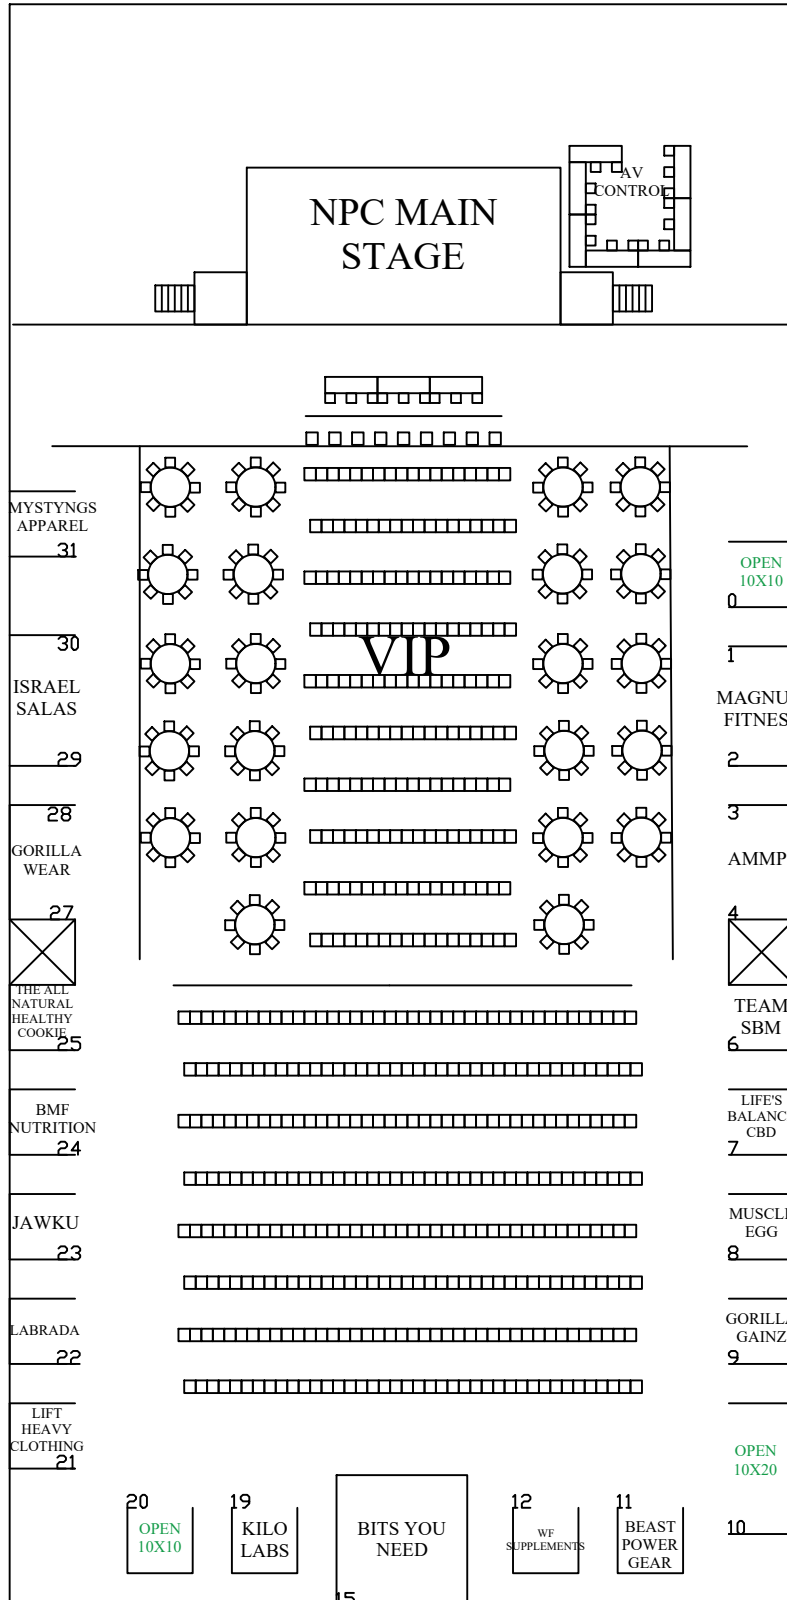 NPC MAIN
STAGE
AV
CONTROL
VIP
MYSTYNGS
APPAREL
31
30
ISRAEL
SALAS
29
28
GORILLA
WEAR
27
THE ALL
NATURAL
HEALTHY
COOKIE
25
BMF
NUTRITION
24
JAWKU
23
LABRADA
22
LIFT
HEAVY
CLOTHING
21
OPEN
10X10
0
1
MAGNU
FITNES
2
3
AMMP
4
TEAM
SBM
6
LIFE'S
BALANC
CBD
7
MUSCLE
EGG
8
GORILLA
GAINZ
9
OPEN
10X20
10
20
OPEN
10X10
19
KILO
LABS
BITS YOU
NEED
15
12
WF
SUPPLEMENTS
11
BEAST
POWER
GEAR